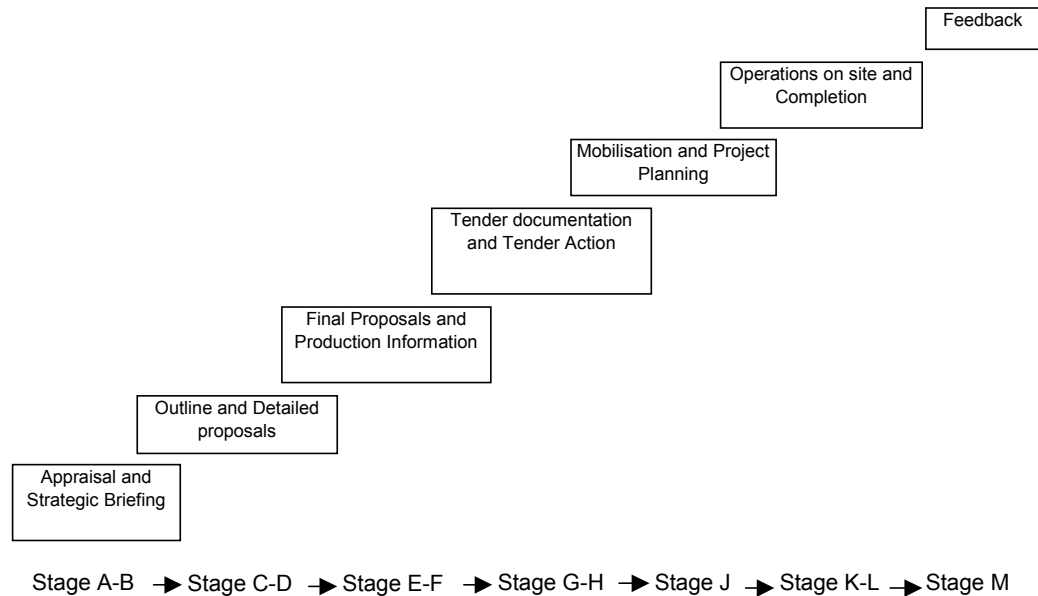 Feedback
Operations on site and
Completion
Mobilisation and Project
Planning
Tender documentation
and Tender Action
Final Proposals and
Production Information
Outline and Detailed
proposals
Appraisal and
Strategic Briefing
Stage A-B Stage C-D Stage E-F Stage G-H Stage J Stage K-L Stage M